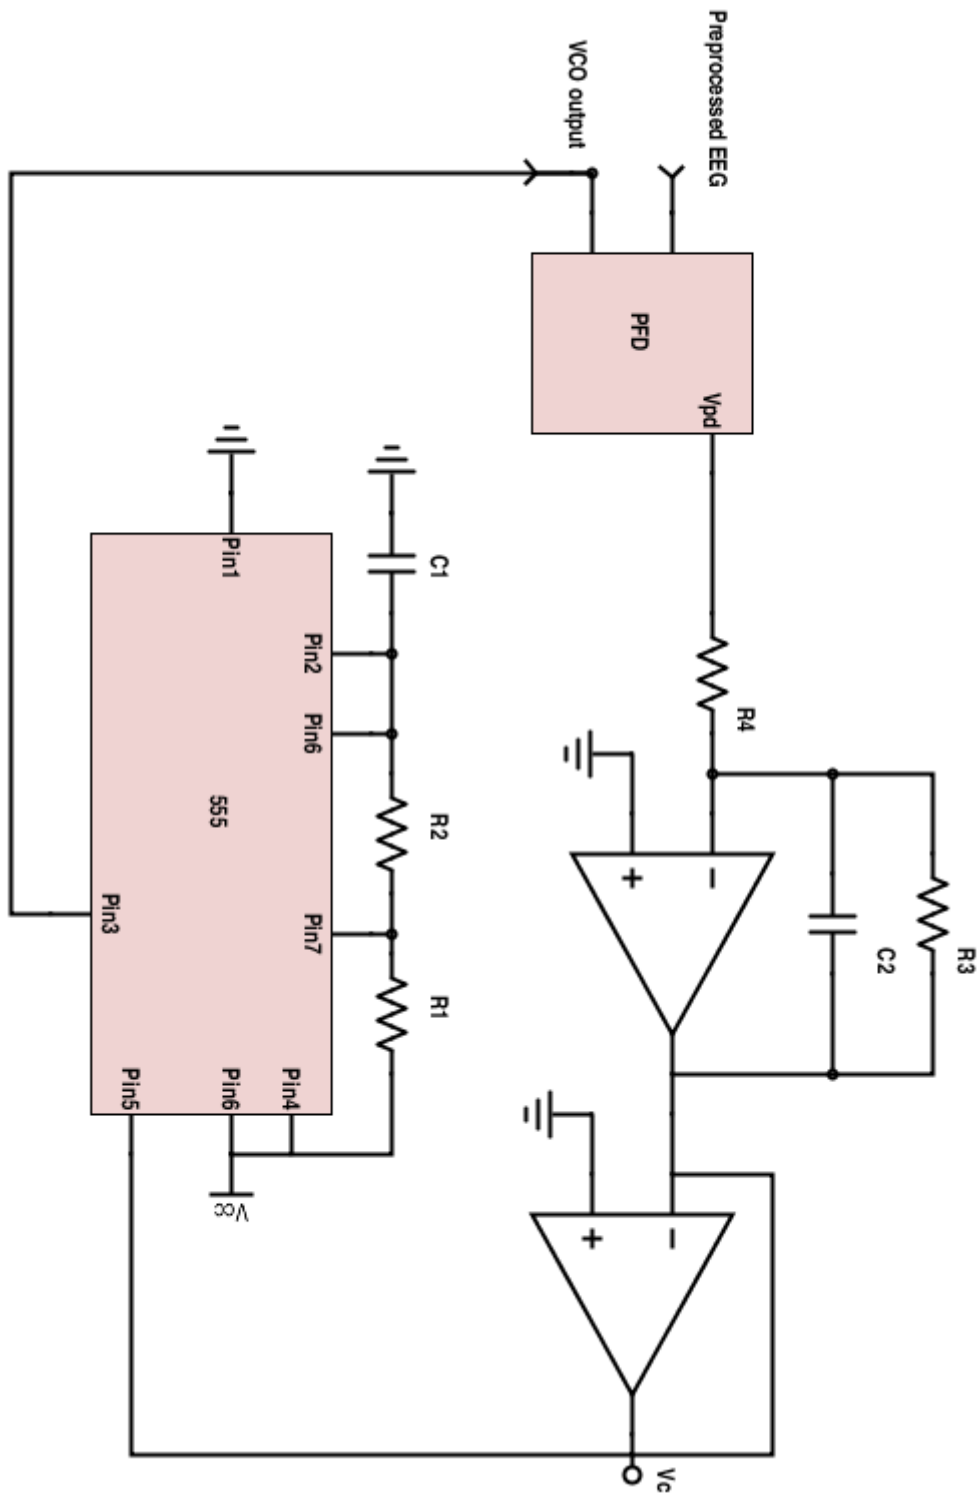 Preprocessed EEG
VCO output
PFD
Vpd
R4
R3
C2
+
−
+
−
Vc
C1
R2
R1
Pin1
Pin2
Pin6
Pin7
555
Pin3
Pin4
Pin6
Pin5
Vcc